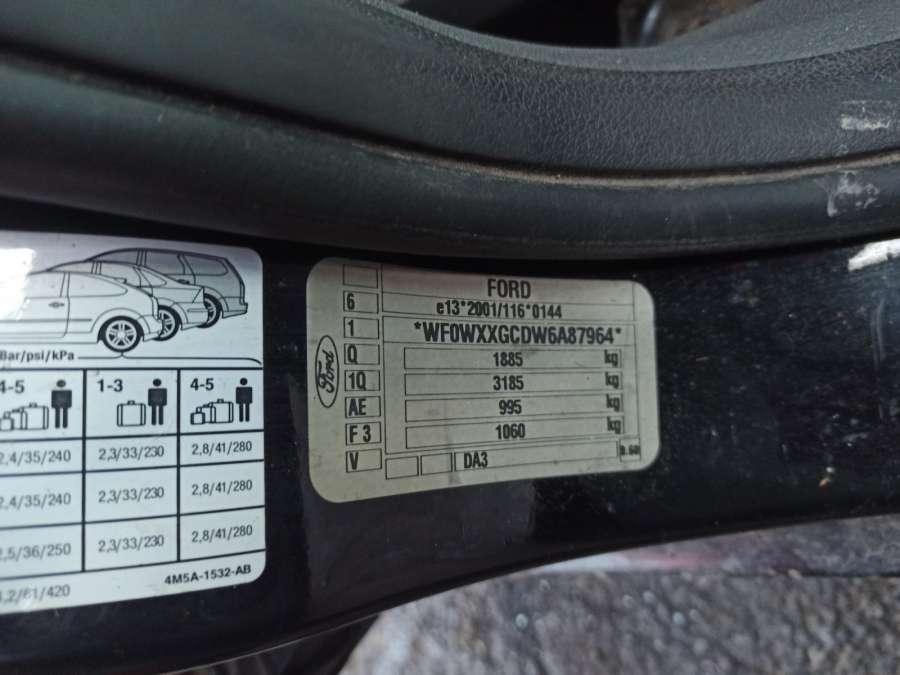 Bar/psi/kPa
4-5 1-3 4-5
2,4/35/240 2,3/33/230 2,8/41/280
2,4/35/240 2,3/33/230 2,8/41/280
2,5/36/250 2,3/33/230 2,8/41/280
4M5A-1532-AB
Ford
FORD
6 e13*2001/116*0144
1 *WF0WXXGCDW6A87964*
Q 1885 kg
1Q 3185 kg
AE 995 kg
F 3 1060 kg
V DA3